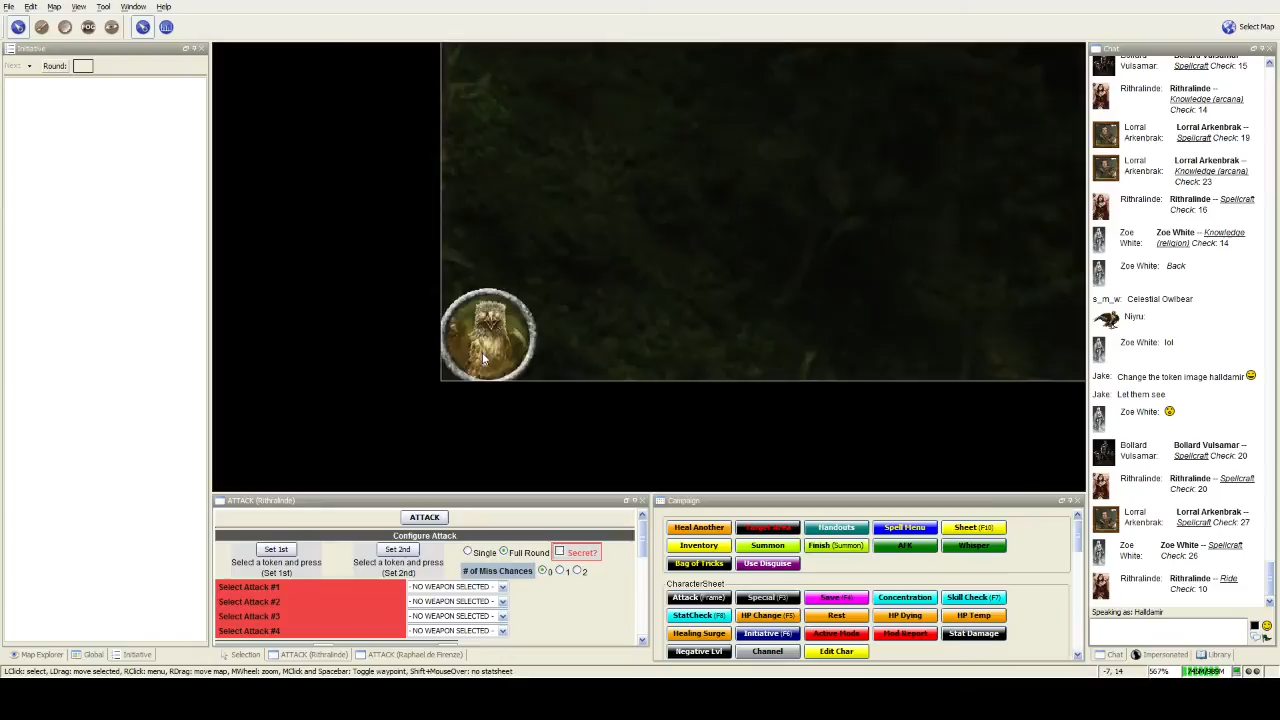 File Edit Map View Tool Window Help
FOG
Select Map
Initiative
Next Round:
Chat
Bollard Vulsamar --
Vulsamar: Spellcraft Check: 15
Rithralinde: Rithralinde --
Knowledge (arcana)
Check: 14
Lorral Lorral Arkenbrak --
Arkenbrak: Spellcraft Check: 19
Lorral Lorral Arkenbrak --
Arkenbrak: Knowledge (arcana)
Check: 23
Rithralinde: Rithralinde -- Spellcraft
Check: 16
Zoe Zoe White -- Knowledge
White: (religion) Check: 14
Zoe White: Back
s_m_w: Celestial Owlbear
Niyru:
Zoe White: lol
Jake: Change the token image halldamir
Jake: Let them see
Zoe White:
Bollard Bollard Vulsamar --
Vulsamar: Spellcraft Check: 20
Rithralinde: Rithralinde -- Spellcraft
Check: 20
Lorral Lorral Arkenbrak --
Arkenbrak: Spellcraft Check: 27
Zoe Zoe White -- Spellcraft
White: Check: 26
Rithralinde: Rithralinde -- Ride
Check: 10
Speaking as: Halldamir
ATTACK (Rithralinde)
ATTACK
Configure Attack
Set 1st Set 2nd Single Full Round Secret?
Select a token and press Select a token and press # of Miss Chances 0 1 2
(Set 1st) (Set 2nd)
Select Attack #1 - NO WEAPON SELECTED -
Select Attack #2 - NO WEAPON SELECTED -
Select Attack #3 - NO WEAPON SELECTED -
Select Attack #4 - NO WEAPON SELECTED -
Campaign
Heal Another Handouts Spell Menu Sheet (F10)
Inventory Summon Finish (Summon) AFK Whisper
Bag of Tricks Use Disguise
CharacterSheet
Attack (Frame) Special (F3) Save (F4) Concentration Skill Check (F7)
StatCheck (F8) HP Change (F5) Rest HP Dying HP Temp
Healing Surge Initiative (F6) Active Mods Mod Report Stat Damage
Negative Lvl Channel Edit Char
Map Explorer Global Initiative Selection ATTACK (Rithralinde) ATTACK (Raphael de Firenze) Chat Impersonated Library
LClick: select, LDrag: move selected, RClick: menu, RDrag: move map, MWheel: zoom, MClick and Spacebar: Toggle waypoint, Shift+MouseOver: no statsheet -7, 14 567%